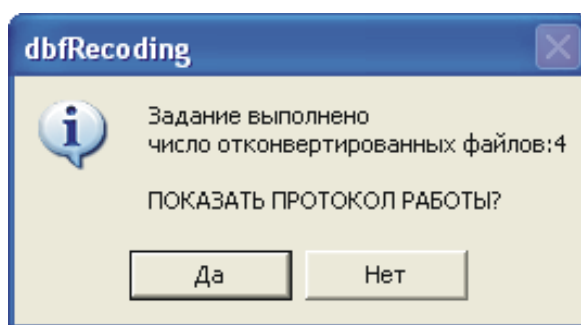 dbfRecoding
Задание выполнено
число отконвертированных файлов:4
ПОКАЗАТЬ ПРОТОКОЛ РАБОТЫ?
Да
Нет